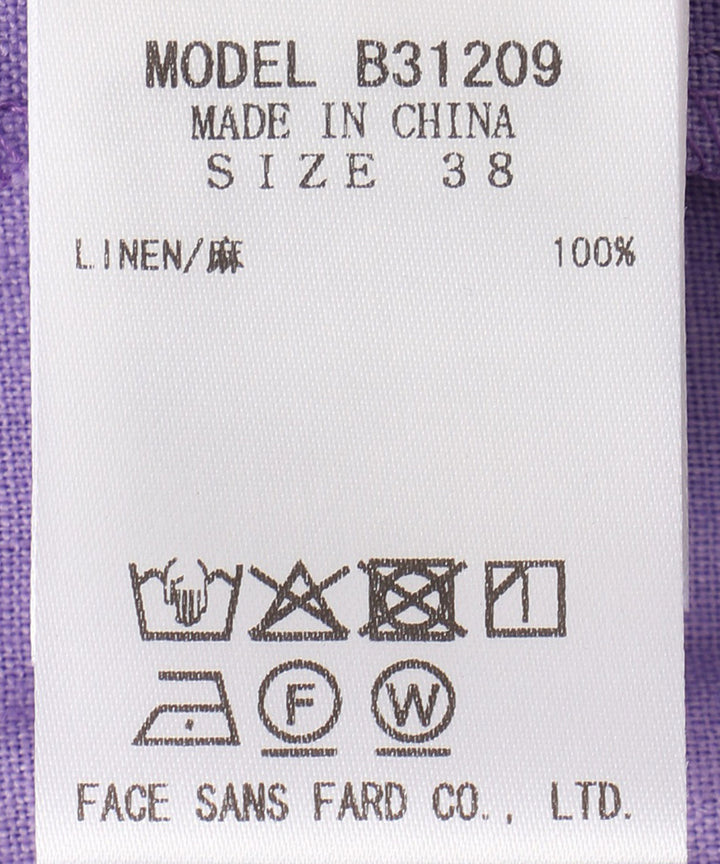 MODEL B31209
MADE IN CHINA
SIZE 38
LINEN/麻 100%
F W
FACE SANS FARD CO., LTD.